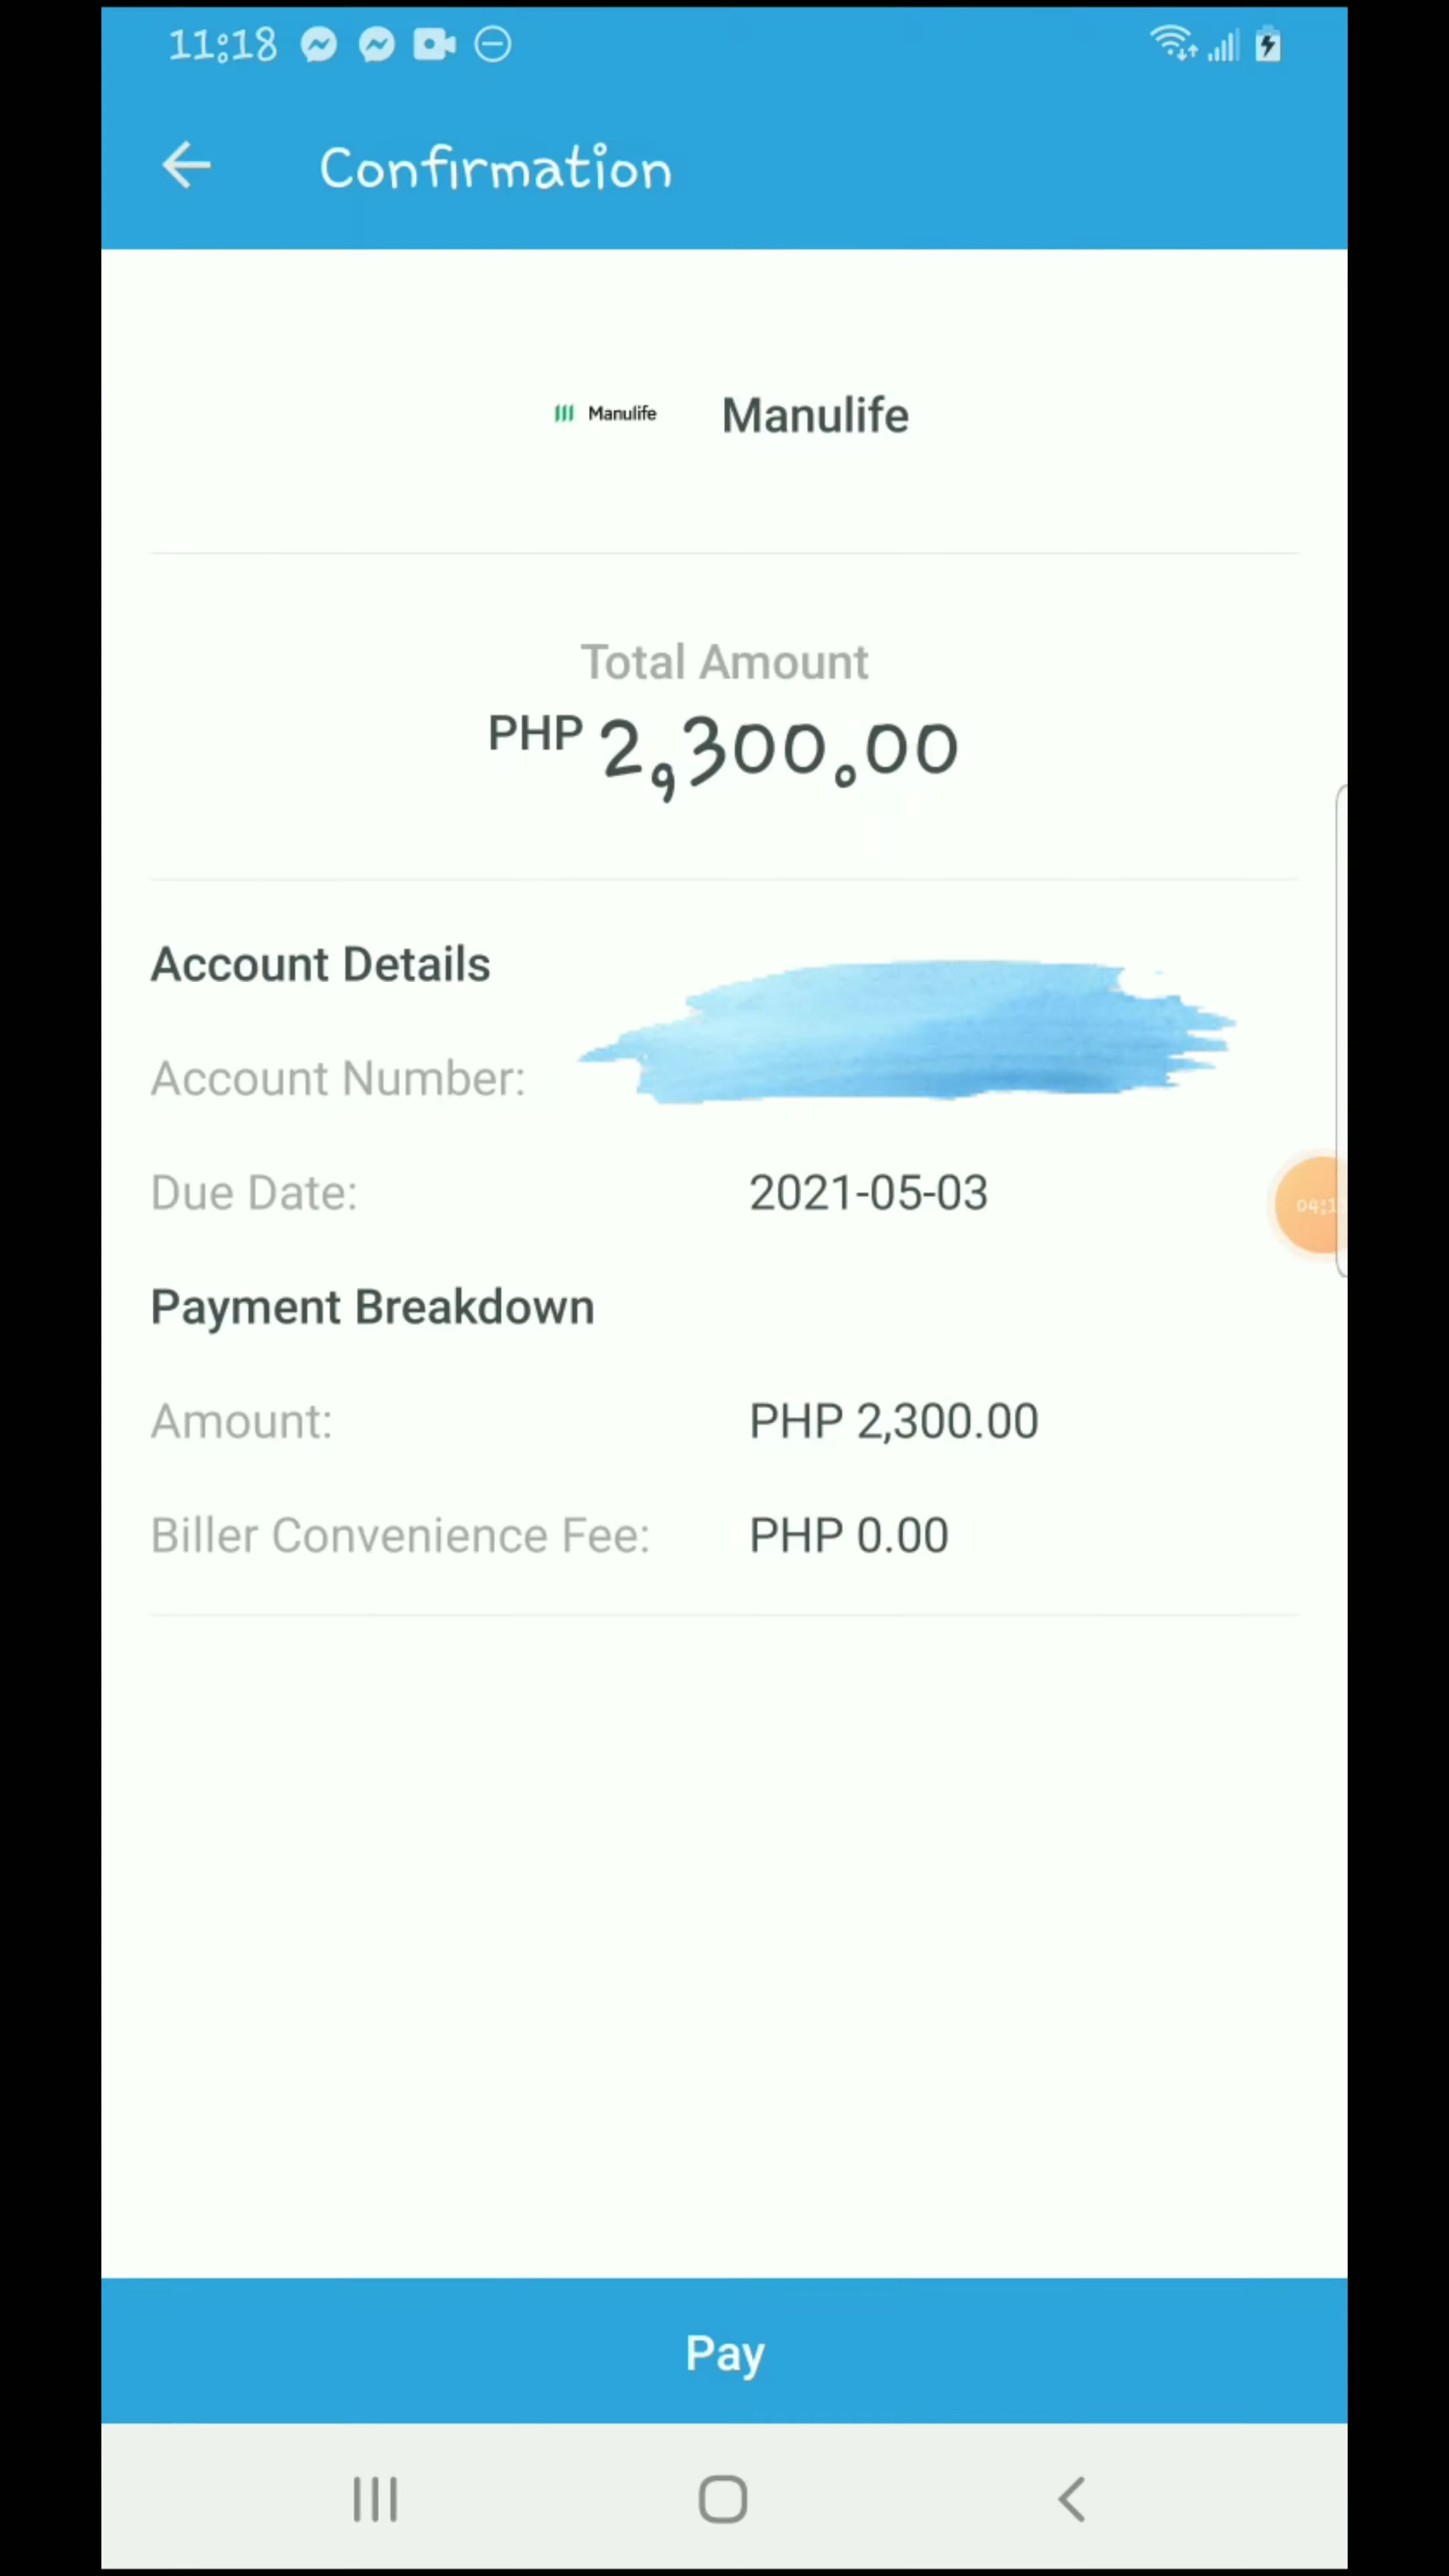 11:18
Confirmation
Manulife Manulife
Total Amount
PHP 2,300.00
Account Details
Account Number:
Due Date: 2021-05-03
Payment Breakdown
Amount: PHP 2,300.00
Biller Convenience Fee: PHP 0.00
Pay